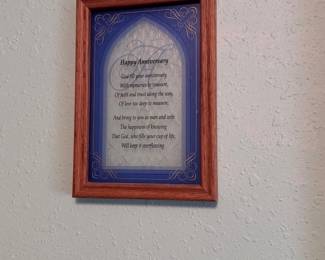 Happy Anniversary
God fill your anniversary
With memories to treasure,
Of faith and trust along the way,
Of love too deep to measure,
And bring to you as man and wife
The happiness of knowing
That God, who fills your cup of life,
Will keep it overflowing